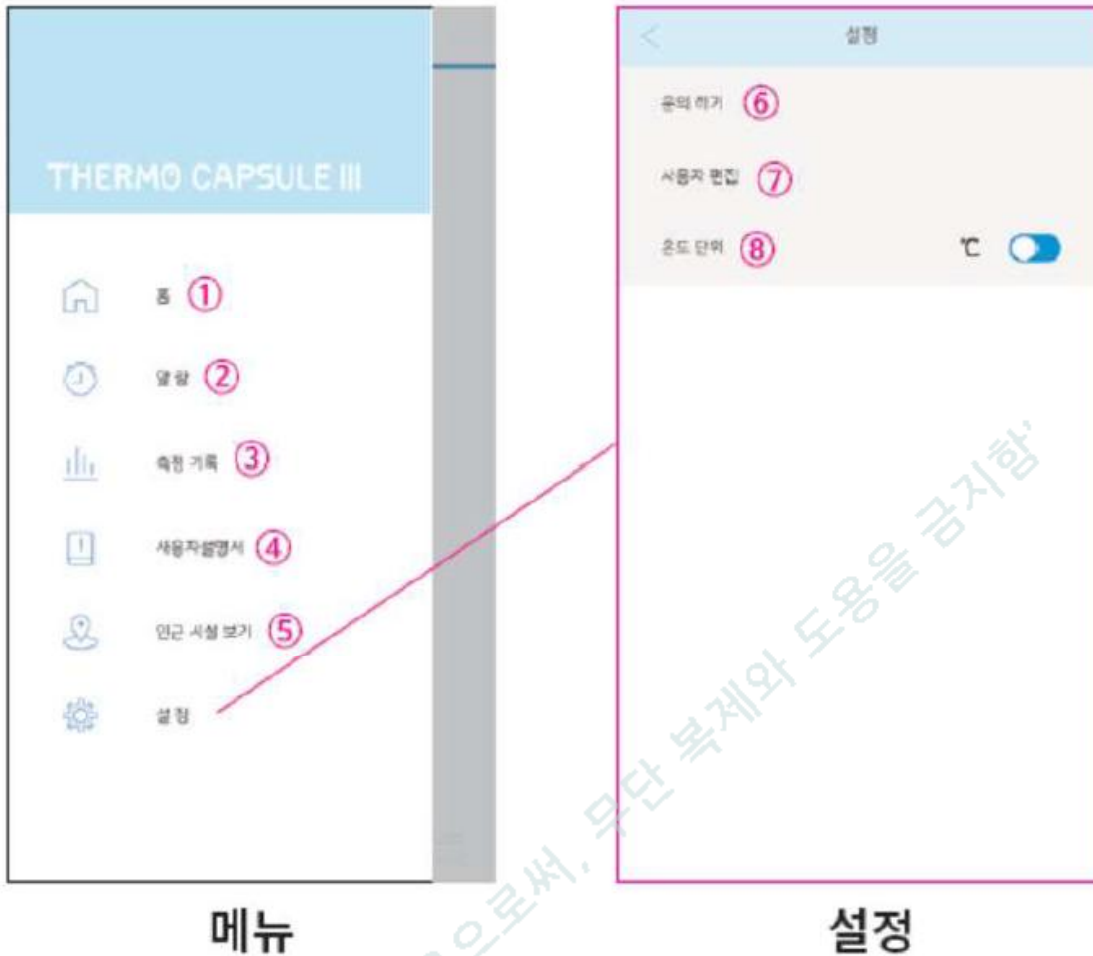 THERMO CAPSULE III
홈 ①
알람 ②
측정 기록 ③
사용자설명서 ④
인근 시설 보기 ⑤
설정
메뉴
설정
문의 하기 ⑥
사용자 편집 ⑦
온도 단위 ⑧ ℃
설정
으로써, 무단 복제와 도용을 금지함'